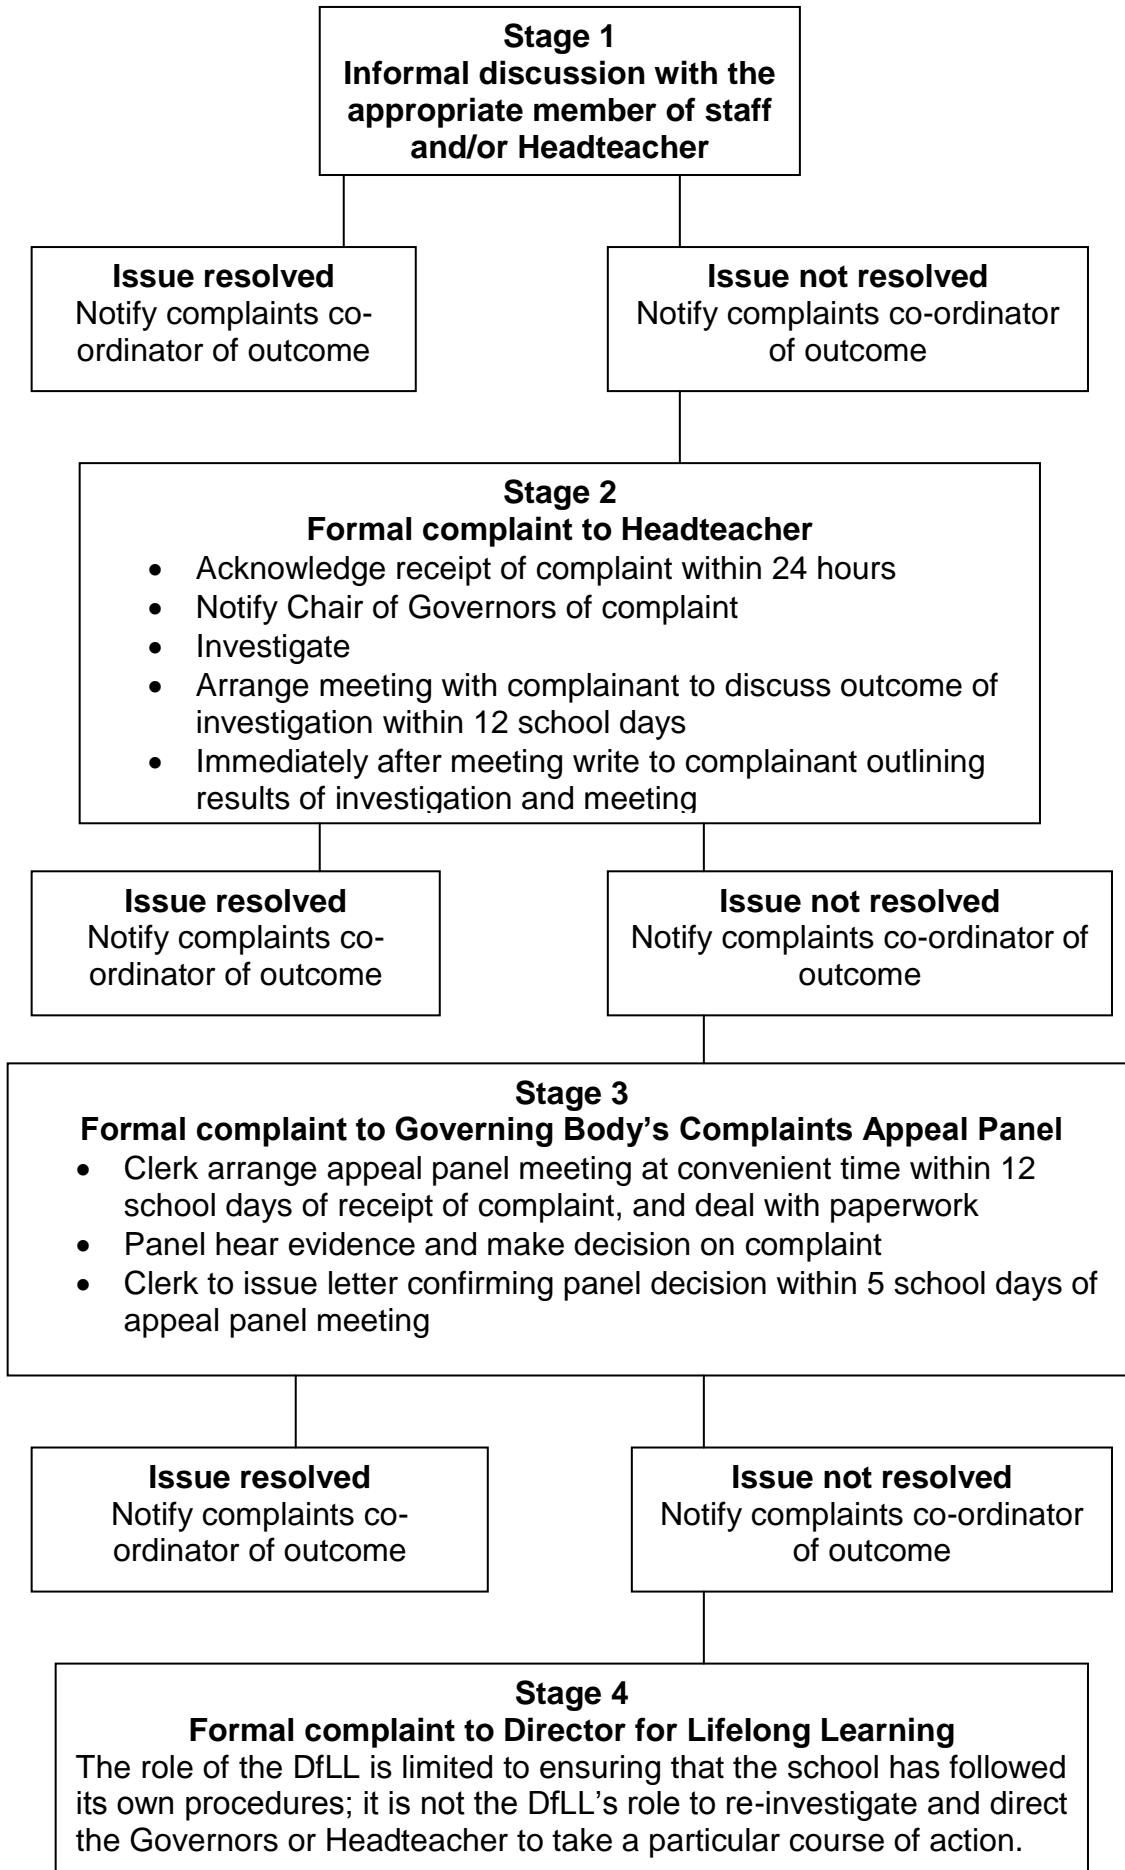 Stage 1
Informal discussion with the
appropriate member of staff
and/or Headteacher
Issue resolved
Notify complaints co-
ordinator of outcome
Issue not resolved
Notify complaints co-ordinator
of outcome
Stage 2
Formal complaint to Headteacher
• Acknowledge receipt of complaint within 24 hours
• Notify Chair of Governors of complaint
• Investigate
• Arrange meeting with complainant to discuss outcome of
investigation within 12 school days
• Immediately after meeting write to complainant outlining
results of investigation and meeting
Issue resolved
Notify complaints co-
ordinator of outcome
Issue not resolved
Notify complaints co-ordinator of
outcome
Stage 3
Formal complaint to Governing Body’s Complaints Appeal Panel
• Clerk arrange appeal panel meeting at convenient time within 12
school days of receipt of complaint, and deal with paperwork
• Panel hear evidence and make decision on complaint
• Clerk to issue letter confirming panel decision within 5 school days of
appeal panel meeting
Issue resolved
Notify complaints co-
ordinator of outcome
Issue not resolved
Notify complaints co-ordinator
of outcome
Stage 4
Formal complaint to Director for Lifelong Learning
The role of the DfLL is limited to ensuring that the school has followed
its own procedures; it is not the DfLL’s role to re-investigate and direct
the Governors or Headteacher to take a particular course of action.